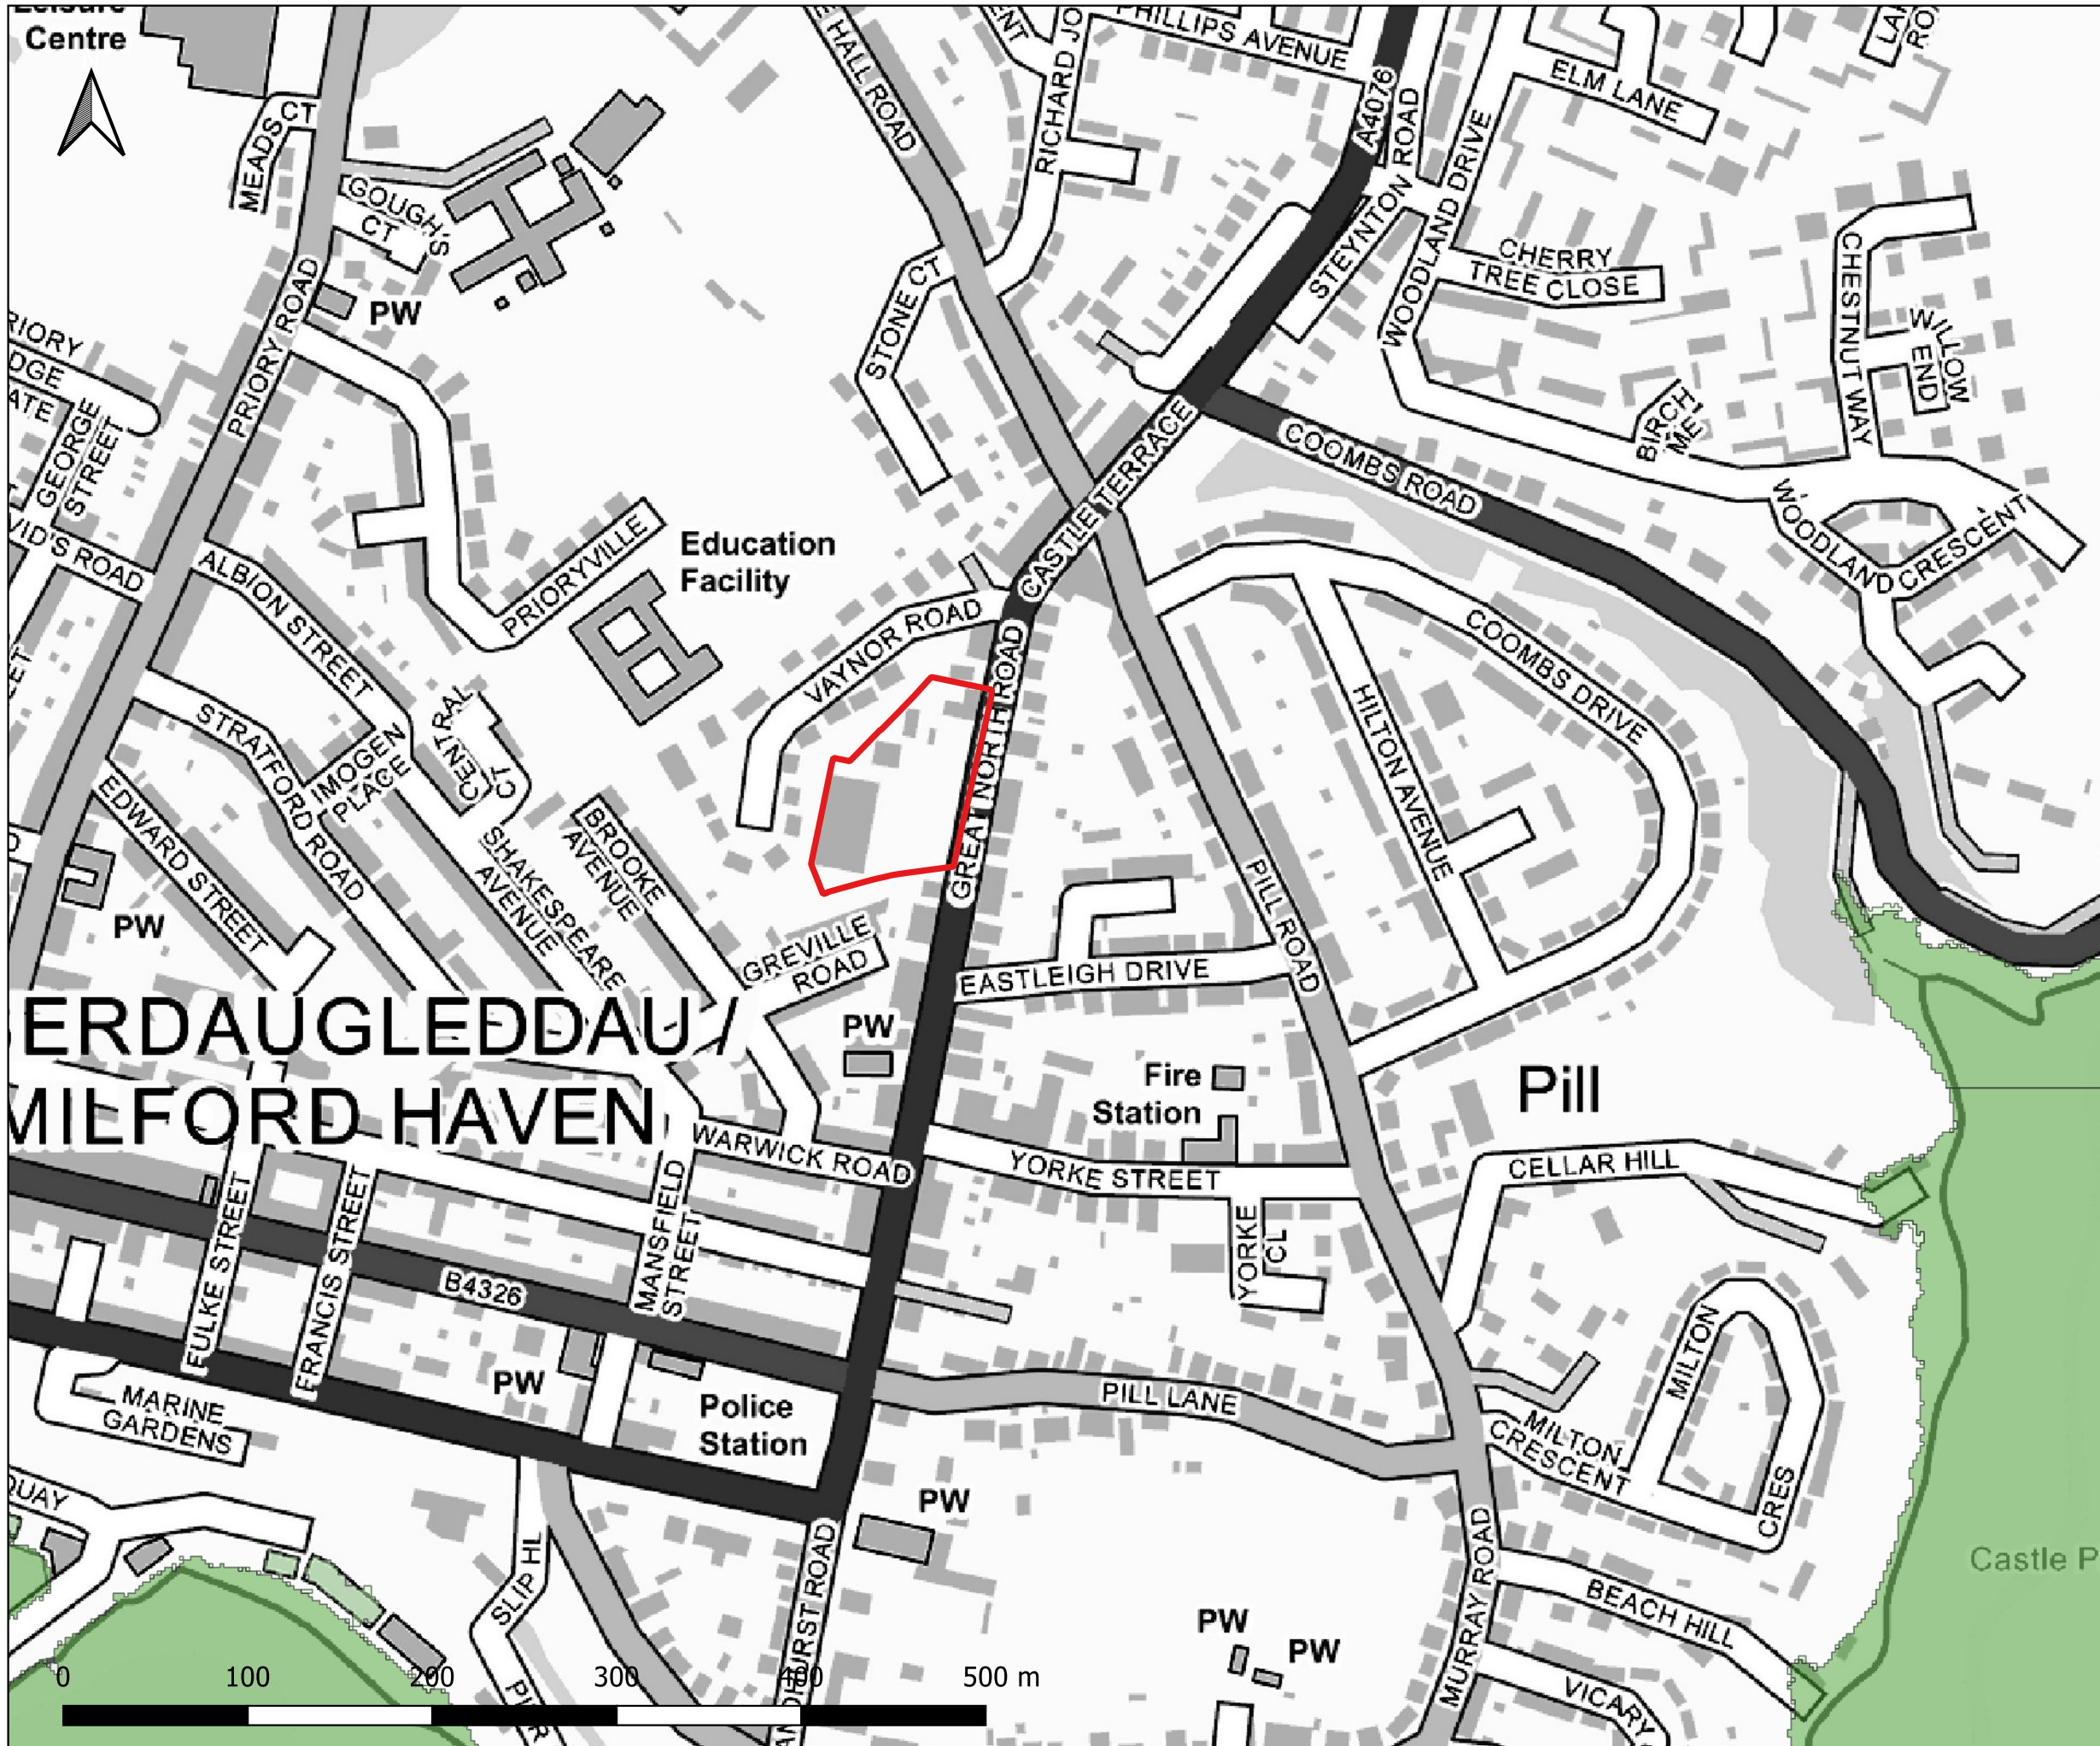 Leisure
Centre
MEADS CT
GOUGH'S
CT
PRIORY ROAD
PW
GEORGE
STREET
ALBION STREET
PRIORYVILLE
Education
Facility
STRATFORD ROAD
IMOGEN
PLACE
CENTRAL
CT
EDWARD STREET
SHAKESPEARE
AVENUE
BROOKE
AVENUE
PW
GREVILLE
ROAD
PW
HALL ROAD
RICHARD JO
PHILLIPS AVENUE
A4076
STEYNTON ROAD
WOODLAND DRIVE
ELM LANE
CHERRY
TREE CLOSE
STONE CT
CHESTNUT WAY
WILLOW
END
BIRCH
WOODLAND CRESCENT
COOMBS ROAD
CASTLE TERRACE
VAYNOR ROAD
GREAT NORTH ROAD
COOMBS DRIVE
HILTON AVENUE
PILL ROAD
EASTLEIGH DRIVE
Fire
Station
Pill
ERDAUGLEDDAU /
MILFORD HAVEN
WARWICK ROAD
YORKE STREET
YORKE
CL
CELLAR HILL
FULKE STREET
FRANCIS STREET
MANSFIELD
STREET
B4326
PW
Police
Station
PILL LANE
MARINE
GARDENS
QUAY
SLIP HL
PW
MILTON
CRES
MILTON
CRESCENT
MURRAY ROAD
BEACH HILL
VICARY
PW
PW
Castle P
0 100 200 300 400 500 m